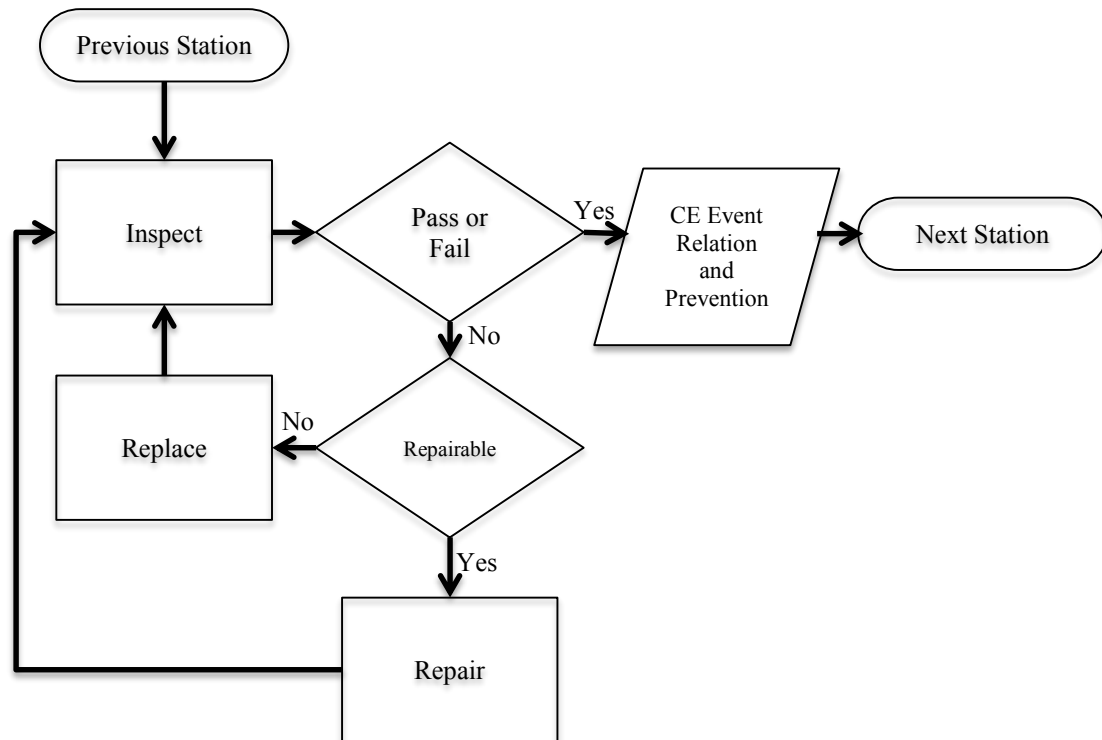 Previous Station
Inspect
Pass or
Fail
Yes
CE Event
Relation
and
Prevention
Next Station
No
Replace
No
Repairable
Yes
Repair